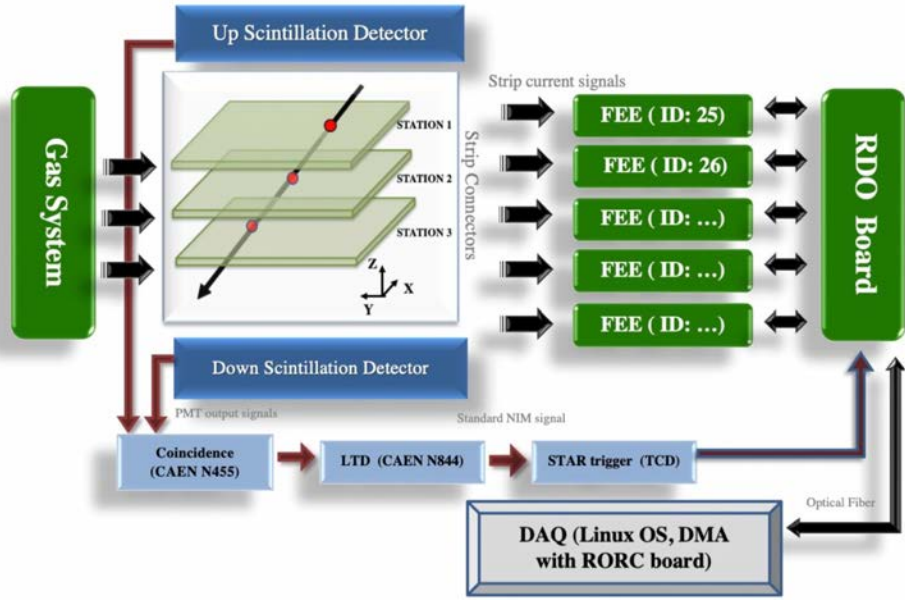 Up Scintillation Detector
Gas System
STATION 1
STATION 2
STATION 3
Z
X
Y
Strip Connectors
Strip current signals
FEE ( ID: 25)
FEE ( ID: 26)
FEE ( ID: ...)
FEE ( ID: ...)
FEE ( ID: ...)
RDO Board
Down Scintillation Detector
PMT output signals
Standard NIM signal
Coincidence
(CAEN N455)
LTD (CAEN N844)
STAR trigger (TCD)
Optical Fiber
DAQ (Linux OS, DMA
with RORC board)